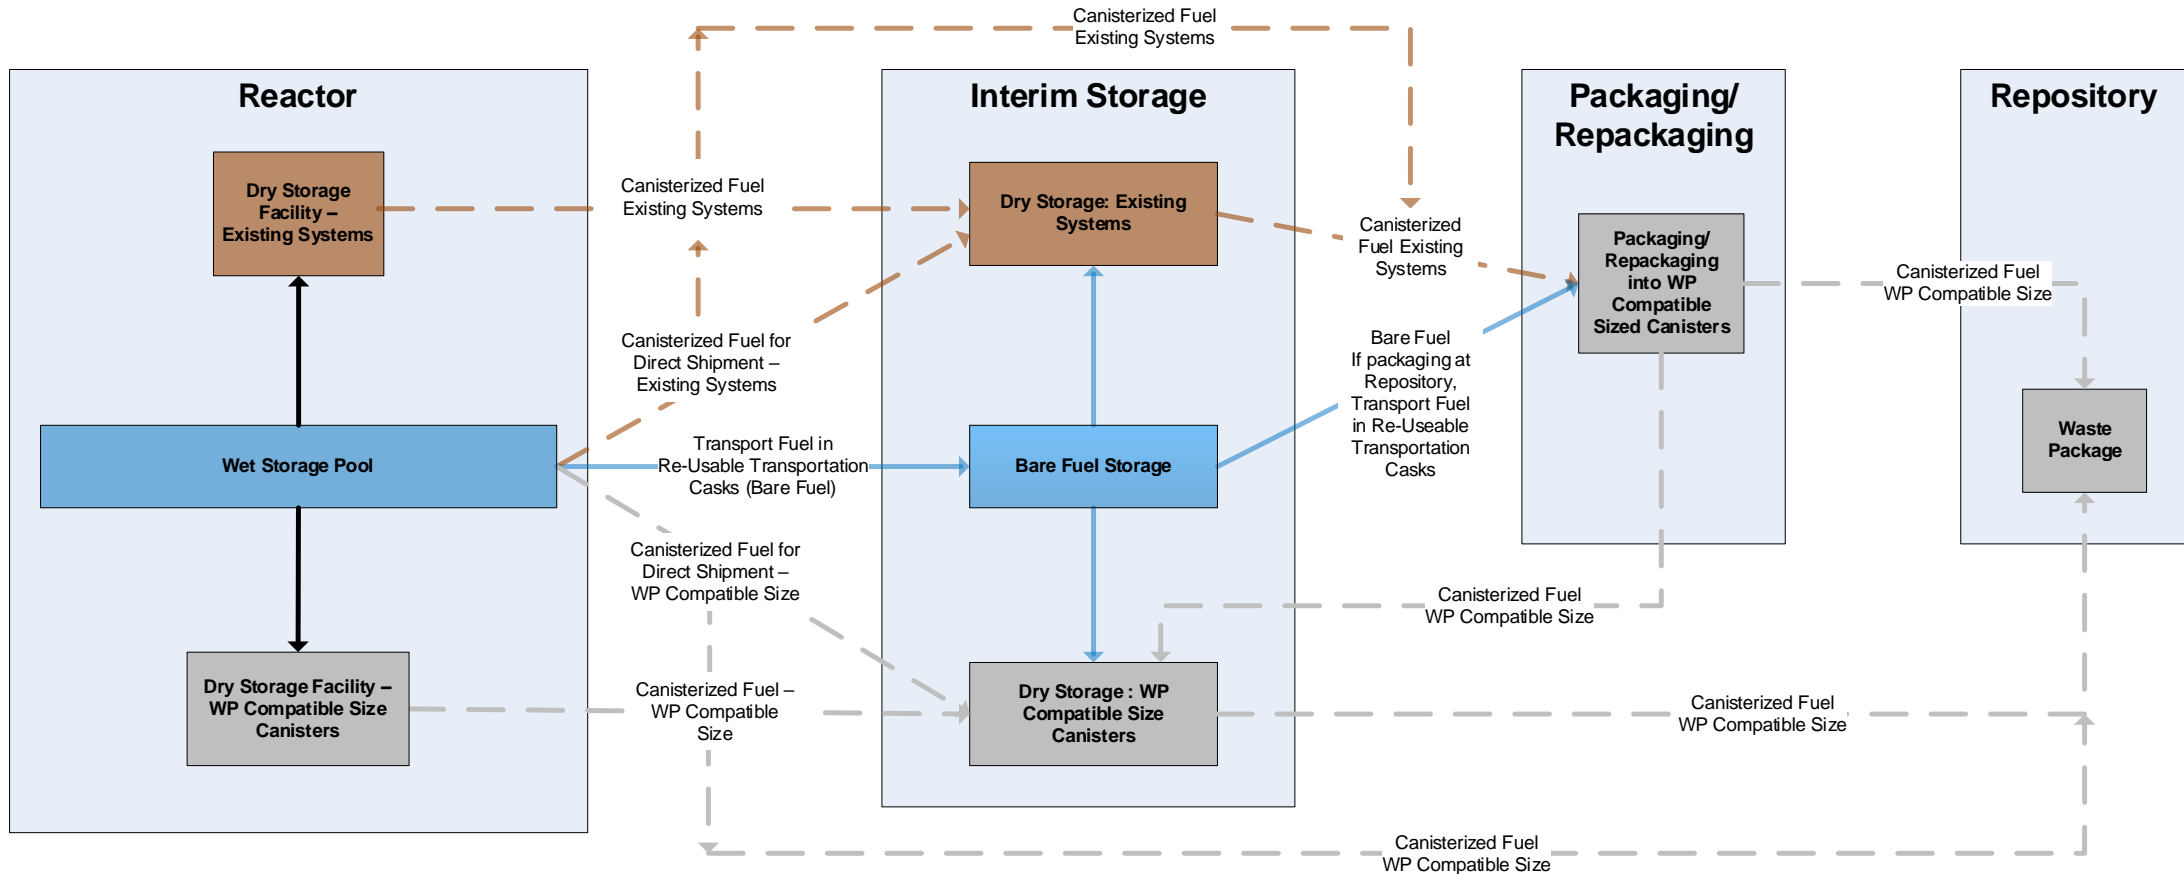 Canisterized Fuel
Existing Systems
Reactor
Interim Storage
Packaging/
Repackaging
Repository
Dry Storage
Facility –
Existing Systems
Canisterized Fuel
Existing Systems
Dry Storage: Existing
Systems
Canisterized
Fuel Existing
Systems
Packaging/
Repackaging
into WP
Compatible
Sized Canisters
Canisterized Fuel
WP Compatible Size
Canisterized Fuel for
Direct Shipment –
Existing Systems
Bare Fuel
If packaging at
Repository,
Transport Fuel
in Re-Useable
Transportation
Casks
Wet Storage Pool
Transport Fuel in
Re-Usable Transportation
Casks (Bare Fuel)
Bare Fuel Storage
Waste
Package
Canisterized Fuel for
Direct Shipment –
WP Compatible Size
Canisterized Fuel
WP Compatible Size
Dry Storage Facility –
WP Compatible Size
Canisters
Canisterized Fuel –
WP Compatible
Size
Dry Storage : WP
Compatible Size
Canisters
Canisterized Fuel
WP Compatible Size
Canisterized Fuel
WP Compatible Size